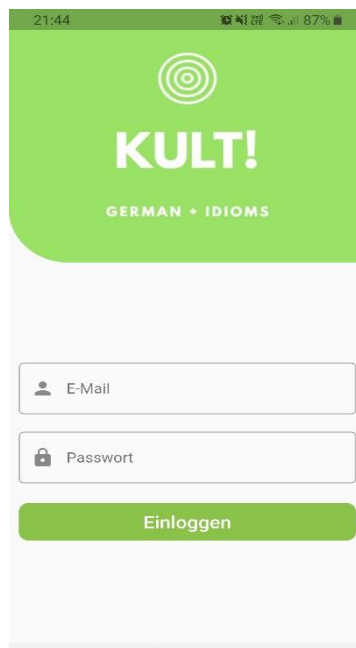 21:44
87%
KULT!
GERMAN + IDIOMS
E-Mail
Passwort
Einloggen